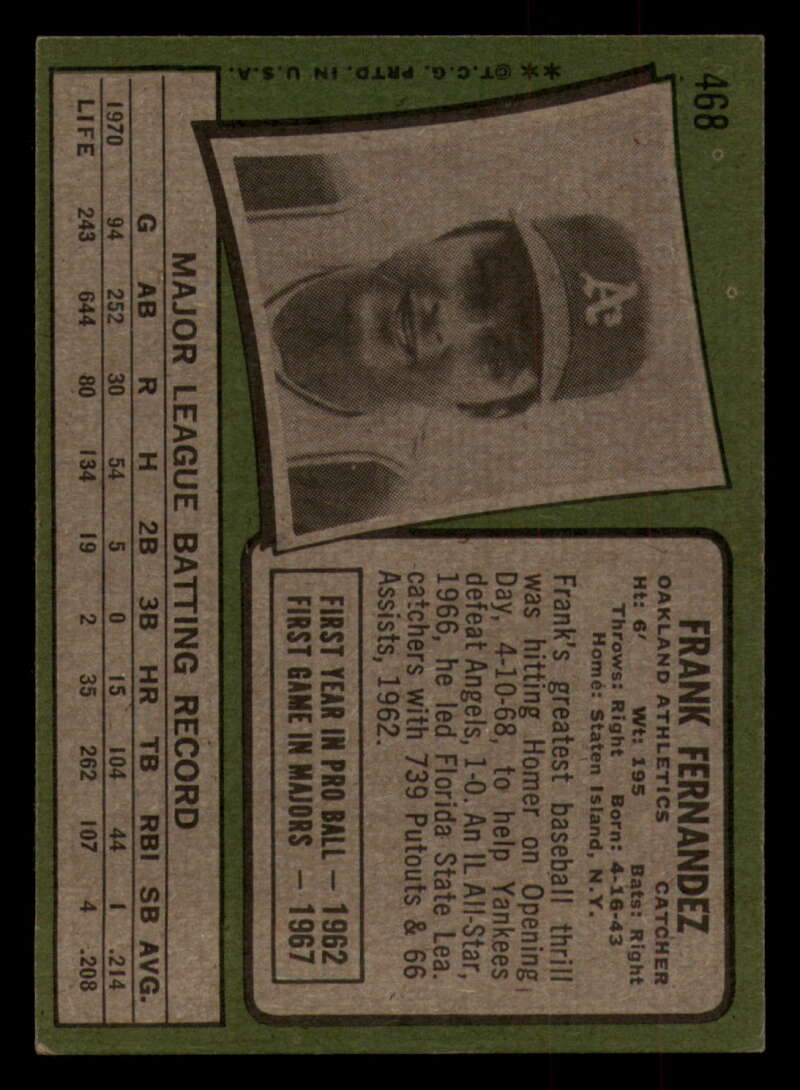 468
✱✱ ©T.C.G. PRTD. IN U.S.A.
A's
FRANK FERNANDEZ
OAKLAND ATHLETICS CATCHER
Ht: 6' Wt: 195 Bats: Right
Throws: Right Born: 4-16-43
Home: Staten Island, N.Y.
Frank's greatest baseball thrill
was hitting Homer on Opening
Day, 4-10-68, to help Yankees
defeat Angels, 1-0. An IL All-Star,
1966, he led Florida State Lea.
catchers with 739 Putouts & 66
Assists, 1962.
FIRST YEAR IN PRO BALL — 1962
FIRST GAME IN MAJORS — 1967
MAJOR LEAGUE BATTING RECORD
G AB R H 2B 3B HR TB RBI SB AVG.
1970 94 252 30 54 5 0 15 104 44 1 .214
LIFE 243 644 80 134 19 2 35 262 107 4 .208